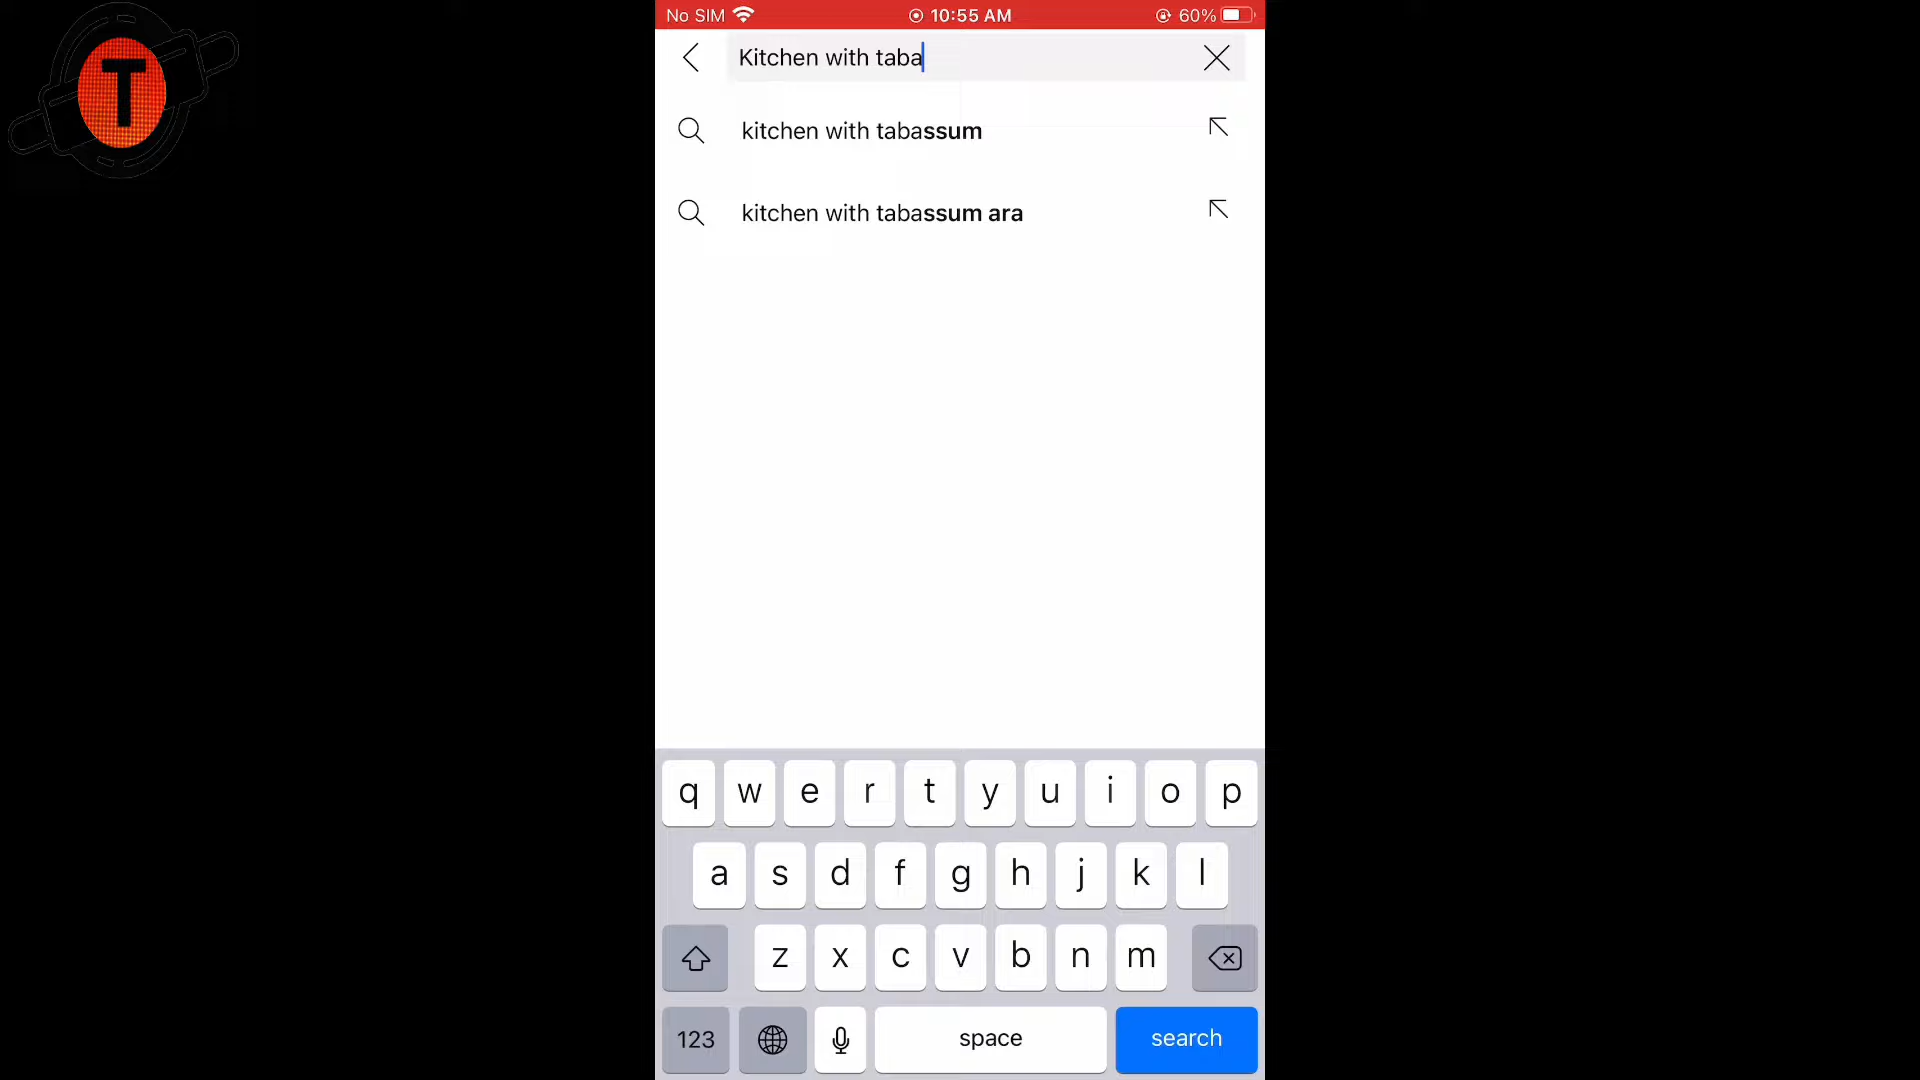 T
No SIM 10:55 AM 60%
Kitchen with taba
kitchen with tabassum
kitchen with tabassum ara
q w e r t y u i o p
a s d f g h j k l
z x c v b n m
123 space search